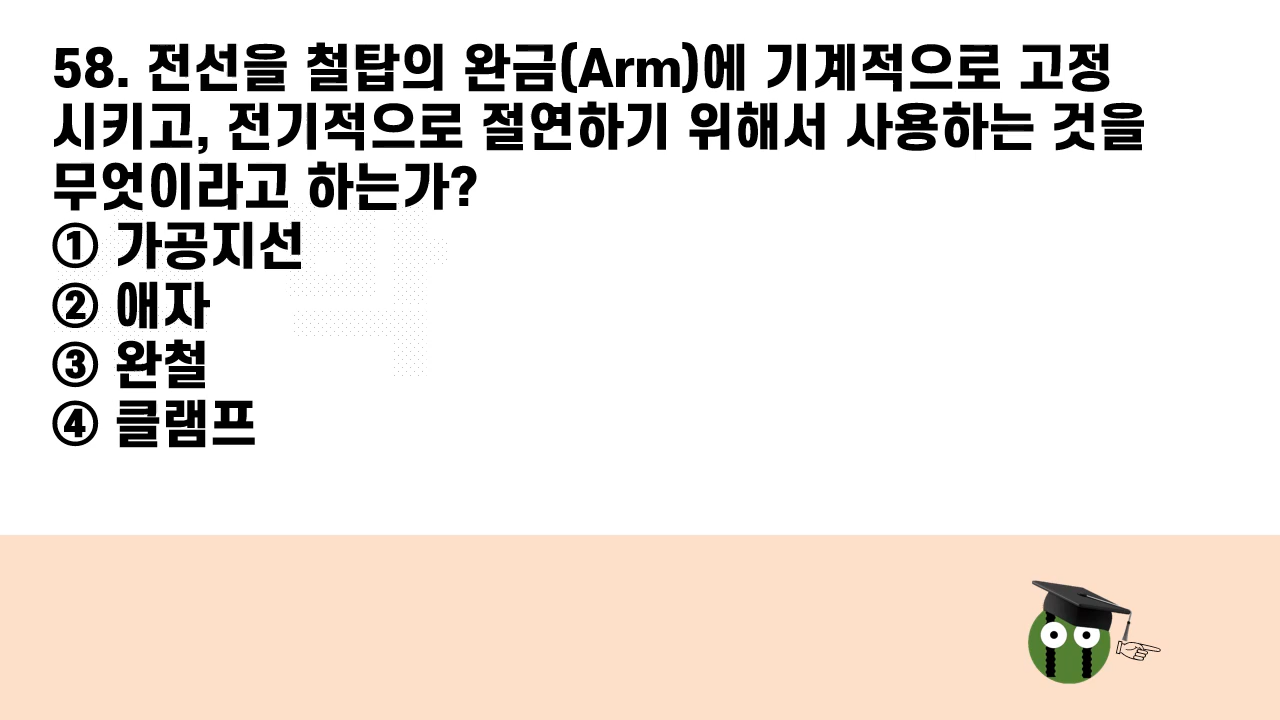 58. 전선을 철탑의 완금(Arm)에 기계적으로 고정
시키고, 전기적으로 절연하기 위해서 사용하는 것을
무엇이라고 하는가?
① 가공지선
② 애자
③ 완철
④ 클램프